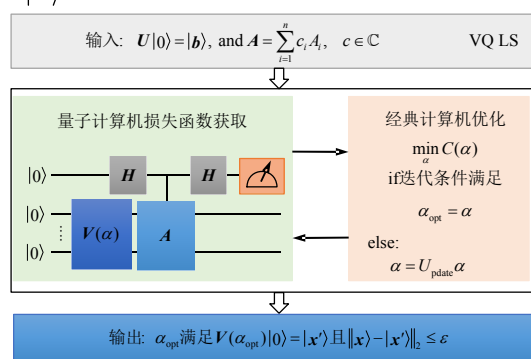 输入: U|0⟩=|b⟩, and A=∑_{i=1}^{n} c_i A_i, c∈ℂ VQ LS
量子计算机损失函数获取
|0⟩ H H
|0⟩
⋮ V(α) A
|0⟩
经典计算机优化
min_α C(α)
if迭代条件满足
α_opt = α
else:
α = U_pdate α
输出: α_opt满足V(α_opt)|0⟩=|x′⟩且‖|x⟩−|x′⟩‖₂ ≤ ε